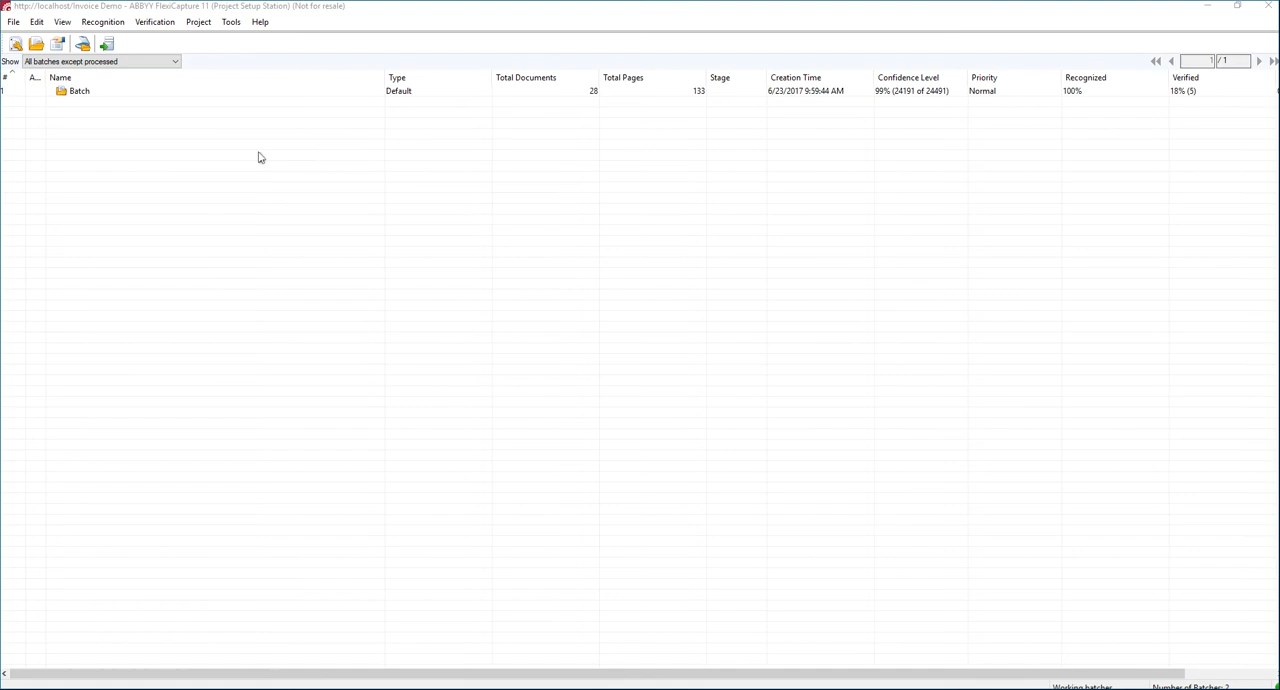 http://localhost/Invoice Demo - ABBYY FlexiCapture 11 (Project Setup Station) (Not for resale)
File Edit View Recognition Verification Project Tools Help
Show All batches except processed 1 / 1
# A... Name Type Total Documents Total Pages Stage Creation Time Confidence Level Priority Recognized Verified
1 Batch Default 28 133 6/23/2017 9:59:44 AM 99% (24191 of 24491) Normal 100% 18% (5)
Working batches Number of Batches: 2